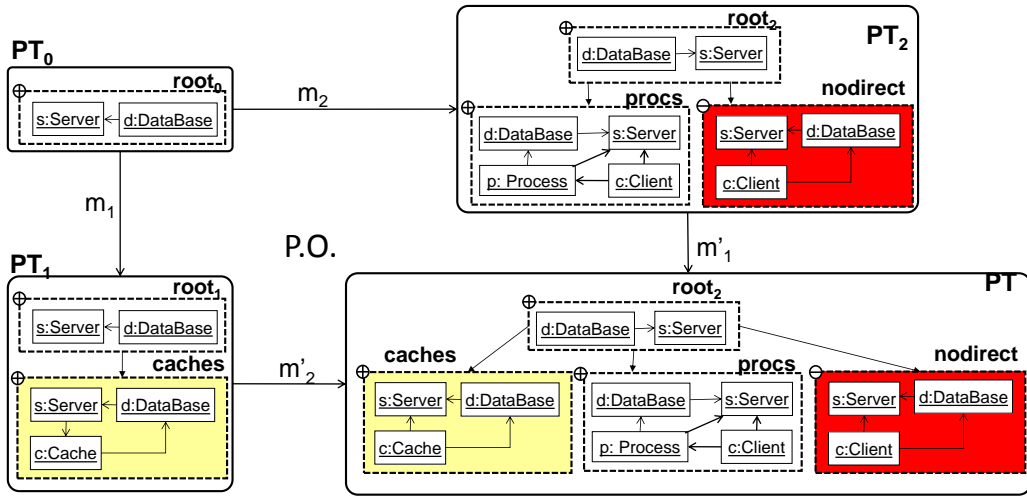 PT0
root0
s:Server
d:DataBase
m2
PT2
root2
d:DataBase
s:Server
procs
d:DataBase
s:Server
p: Process
c:Client
nodirect
s:Server
d:DataBase
c:Client
m1
P.O.
m'1
PT1
root1
s:Server
d:DataBase
caches
s:Server
d:DataBase
c:Cache
m'2
PT
root2
d:DataBase
s:Server
caches
s:Server
d:DataBase
c:Cache
procs
d:DataBase
s:Server
p: Process
c:Client
nodirect
s:Server
d:DataBase
c:Client